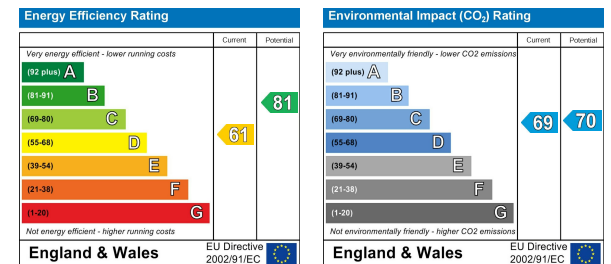 Energy Efficiency Rating
Current Potential
Very energy efficient - lower running costs
(92 plus) A
(81-91) B
81
(69-80) C
(55-68) D
61
(39-54) E
(21-38) F
(1-20) G
Not energy efficient - higher running costs
England & Wales
EU Directive
2002/91/EC
Environmental Impact (CO2) Rating
Current Potential
Very environmentally friendly - lower CO2 emissions
(92 plus) A
(81-91) B
(69-80) C
69 70
(55-68) D
(39-54) E
(21-38) F
(1-20) G
Not environmentally friendly - higher CO2 emissions
England & Wales
EU Directive
2002/91/EC